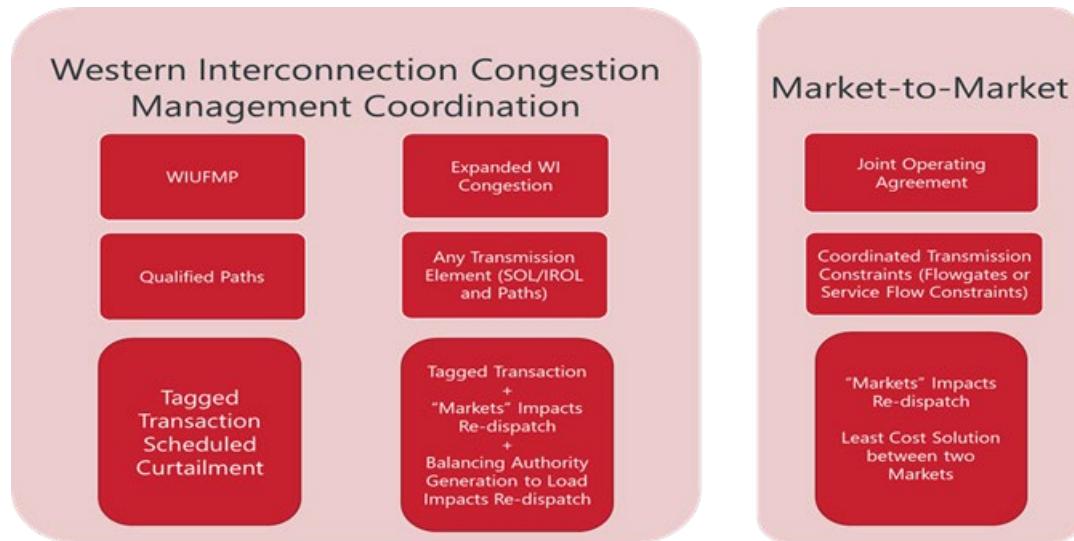 Western Interconnection Congestion
Management Coordination
WIUFMP
Expanded WI
Congestion
Qualified Paths
Any Transmission
Element (SOL/IROL
and Paths)
Tagged
Transaction
Scheduled
Curtailment
Tagged Transaction
+
“Markets” Impacts
Re-dispatch
+
Balancing Authority
Generation to Load
Impacts Re-dispatch
Market-to-Market
Joint Operating
Agreement
Coordinated Transmission
Constraints (Flowgates or
Service Flow Constraints)
“Markets” Impacts
Re-dispatch
Least Cost Solution
between two
Markets